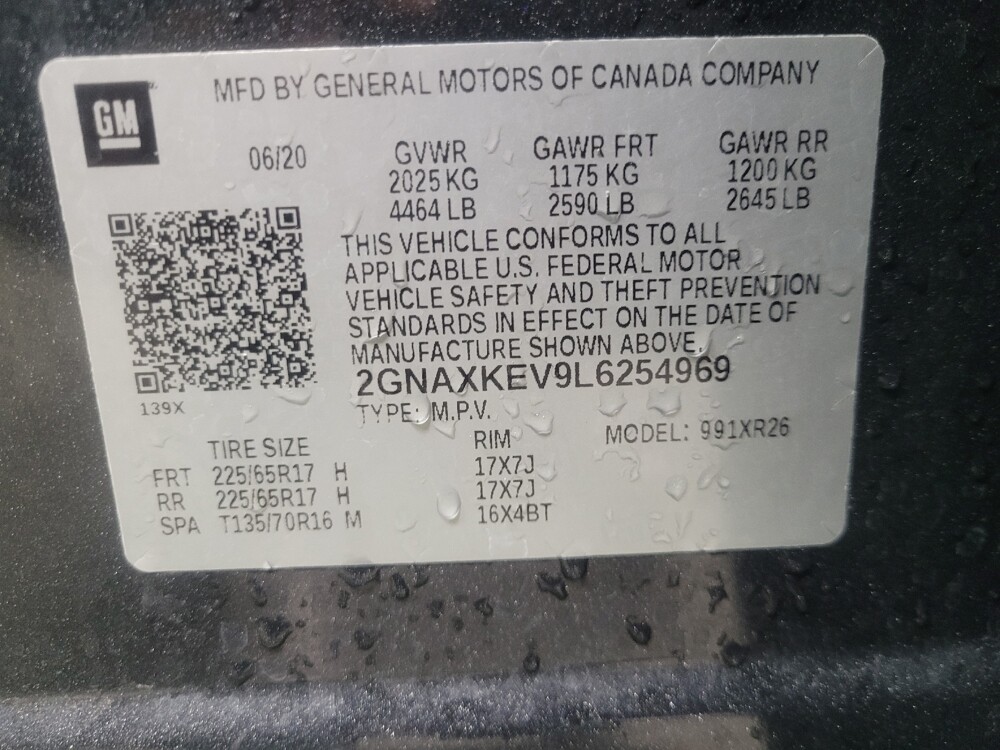 GM
MFD BY GENERAL MOTORS OF CANADA COMPANY
06/20 GVWR GAWR FRT GAWR RR
2025 KG 1175 KG 1200 KG
4464 LB 2590 LB 2645 LB
THIS VEHICLE CONFORMS TO ALL
APPLICABLE U.S. FEDERAL MOTOR
VEHICLE SAFETY AND THEFT PREVENTION
STANDARDS IN EFFECT ON THE DATE OF
MANUFACTURE SHOWN ABOVE.
2GNAXKEV9L6254969
139X
TYPE: M.P.V.
TIRE SIZE RIM MODEL: 991XR26
FRT 225/65R17 H 17X7J
RR 225/65R17 H 17X7J
SPA T135/70R16 M 16X4BT